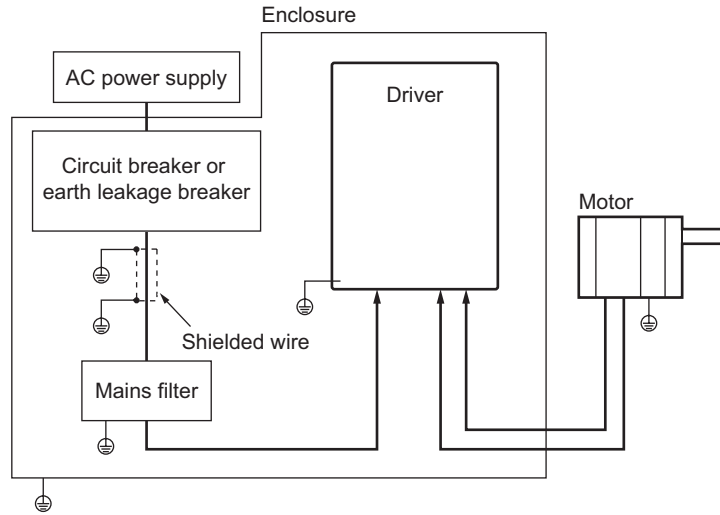 Enclosure
AC power supply
Driver
Circuit breaker or
earth leakage breaker
Motor
Shielded wire
Mains filter